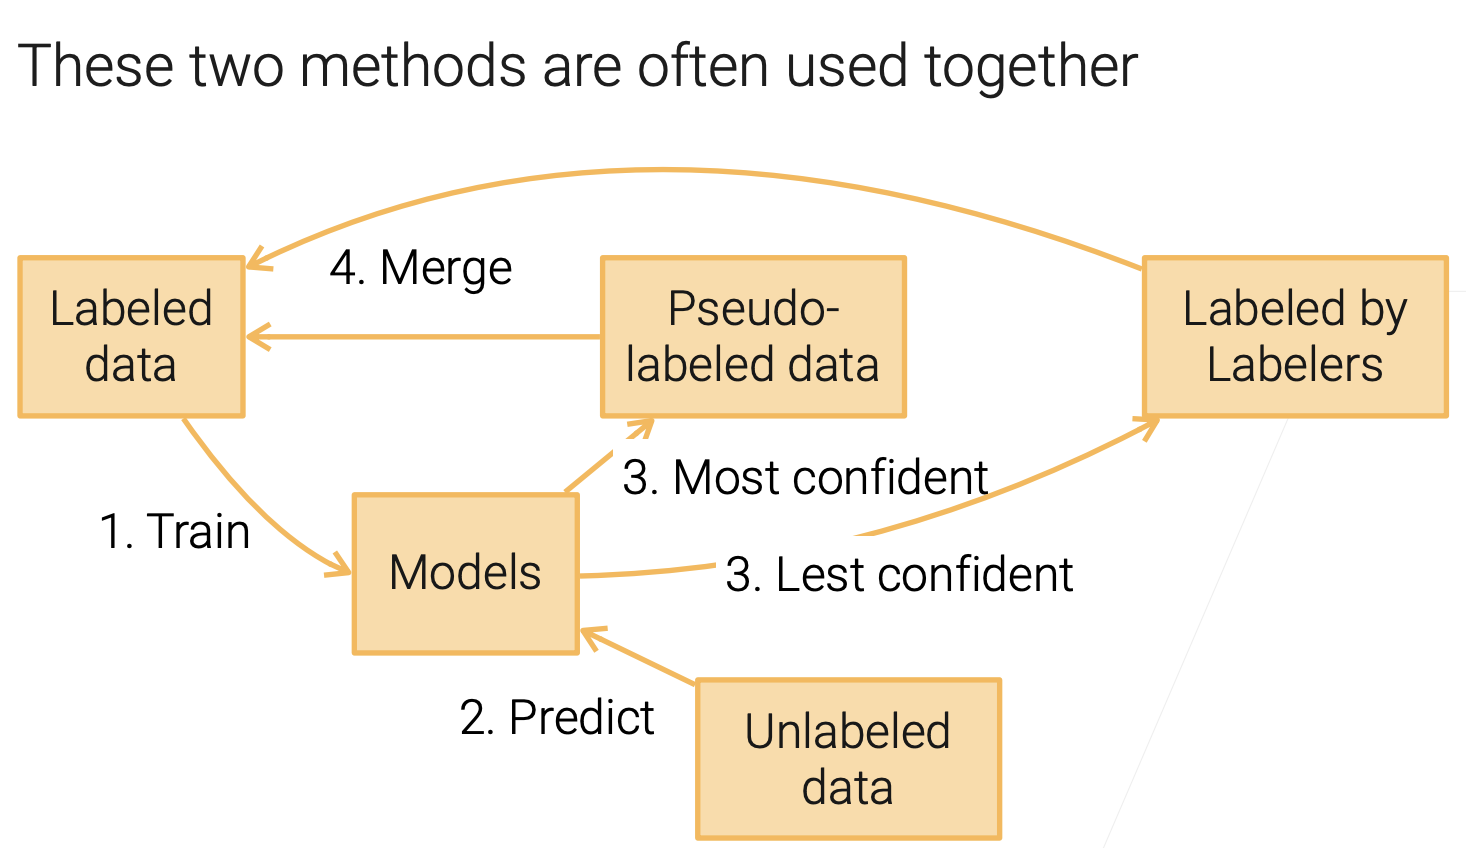 These two methods are often used together
4. Merge
Labeled
data
Pseudo-
labeled data
Labeled by
Labelers
3. Most confident
1. Train
Models
3. Lest confident
2. Predict
Unlabeled
data